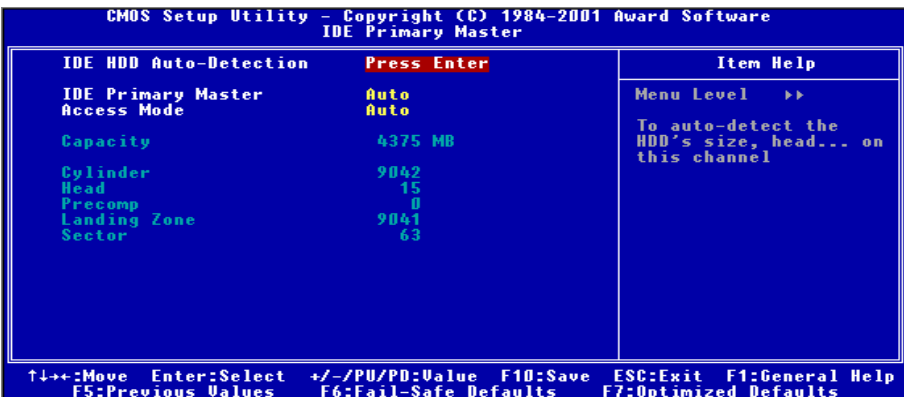 CMOS Setup Utility - Copyright (C) 1984-2001 Award Software
IDE Primary Master
IDE HDD Auto-Detection Press Enter
IDE Primary Master Auto
Access Mode Auto
Capacity 4375 MB
Cylinder 9042
Head 15
Precomp 0
Landing Zone 9041
Sector 63
Item Help
Menu Level ▸▸
To auto-detect the
HDD's size, head... on
this channel
↑↓→←:Move Enter:Select +/-/PU/PD:Value F10:Save ESC:Exit F1:General Help
F5:Previous Values F6:Fail-Safe Defaults F7:Optimized Defaults